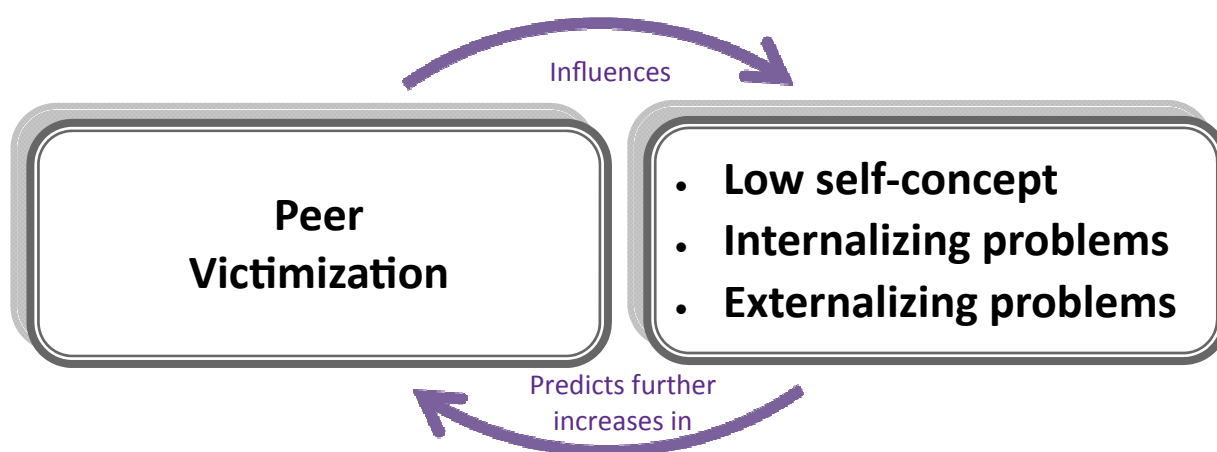 Influences
Peer
Victimization
• Low self-concept
• Internalizing problems
• Externalizing problems
Predicts further
increases in